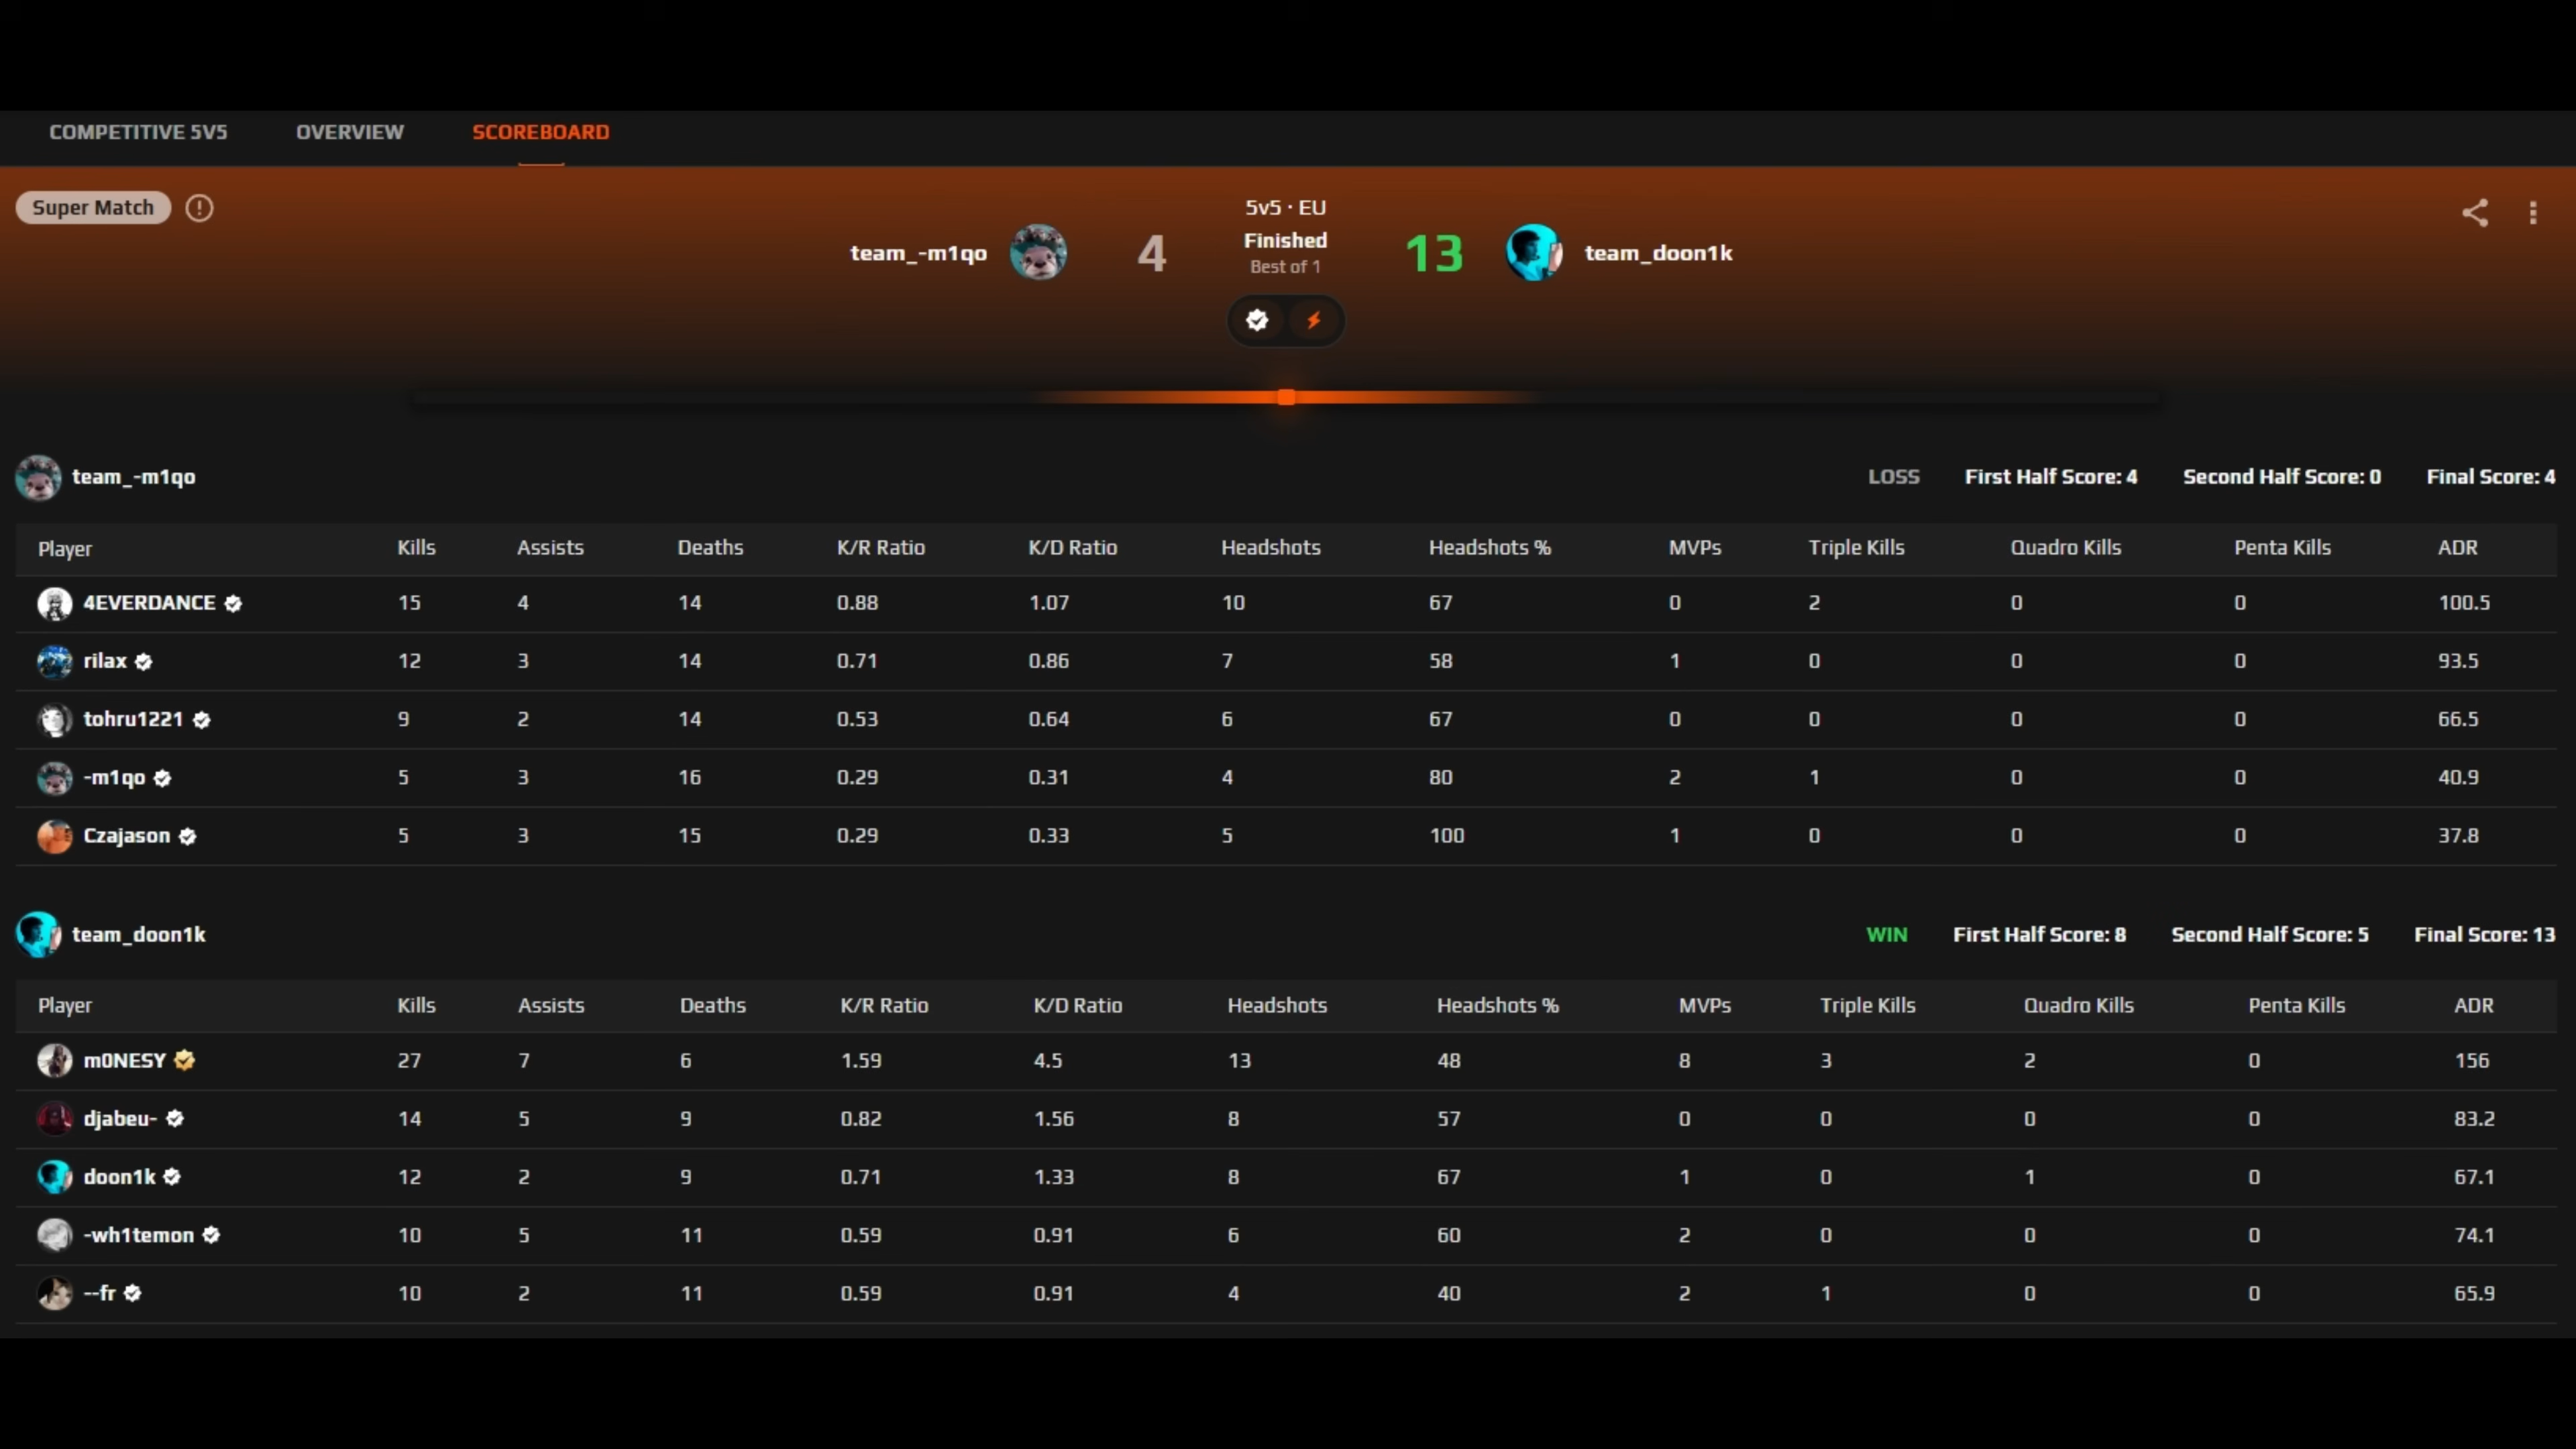 COMPETITIVE 5V5 OVERVIEW SCOREBOARD
Super Match
5v5 · EU
team_-m1qo 4 Finished 13 team_doon1k
Best of 1
team_-m1qo LOSS First Half Score: 4 Second Half Score: 0 Final Score: 4
Player Kills Assists Deaths K/R Ratio K/D Ratio Headshots Headshots % MVPs Triple Kills Quadro Kills Penta Kills ADR
4EVERDANCE 15 4 14 0.88 1.07 10 67 0 2 0 0 100.5
rilax 12 3 14 0.71 0.86 7 58 1 0 0 0 93.5
tohru1221 9 2 14 0.53 0.64 6 67 0 0 0 0 66.5
-m1qo 5 3 16 0.29 0.31 4 80 2 1 0 0 40.9
Czajason 5 3 15 0.29 0.33 5 100 1 0 0 0 37.8
team_doon1k WIN First Half Score: 8 Second Half Score: 5 Final Score: 13
Player Kills Assists Deaths K/R Ratio K/D Ratio Headshots Headshots % MVPs Triple Kills Quadro Kills Penta Kills ADR
m0NESY 27 7 6 1.59 4.5 13 48 8 3 2 0 156
djabeu- 14 5 9 0.82 1.56 8 57 0 0 0 0 83.2
doon1k 12 2 9 0.71 1.33 8 67 1 0 1 0 67.1
-wh1temon 10 5 11 0.59 0.91 6 60 2 0 0 0 74.1
--fr 10 2 11 0.59 0.91 4 40 2 1 0 0 65.9